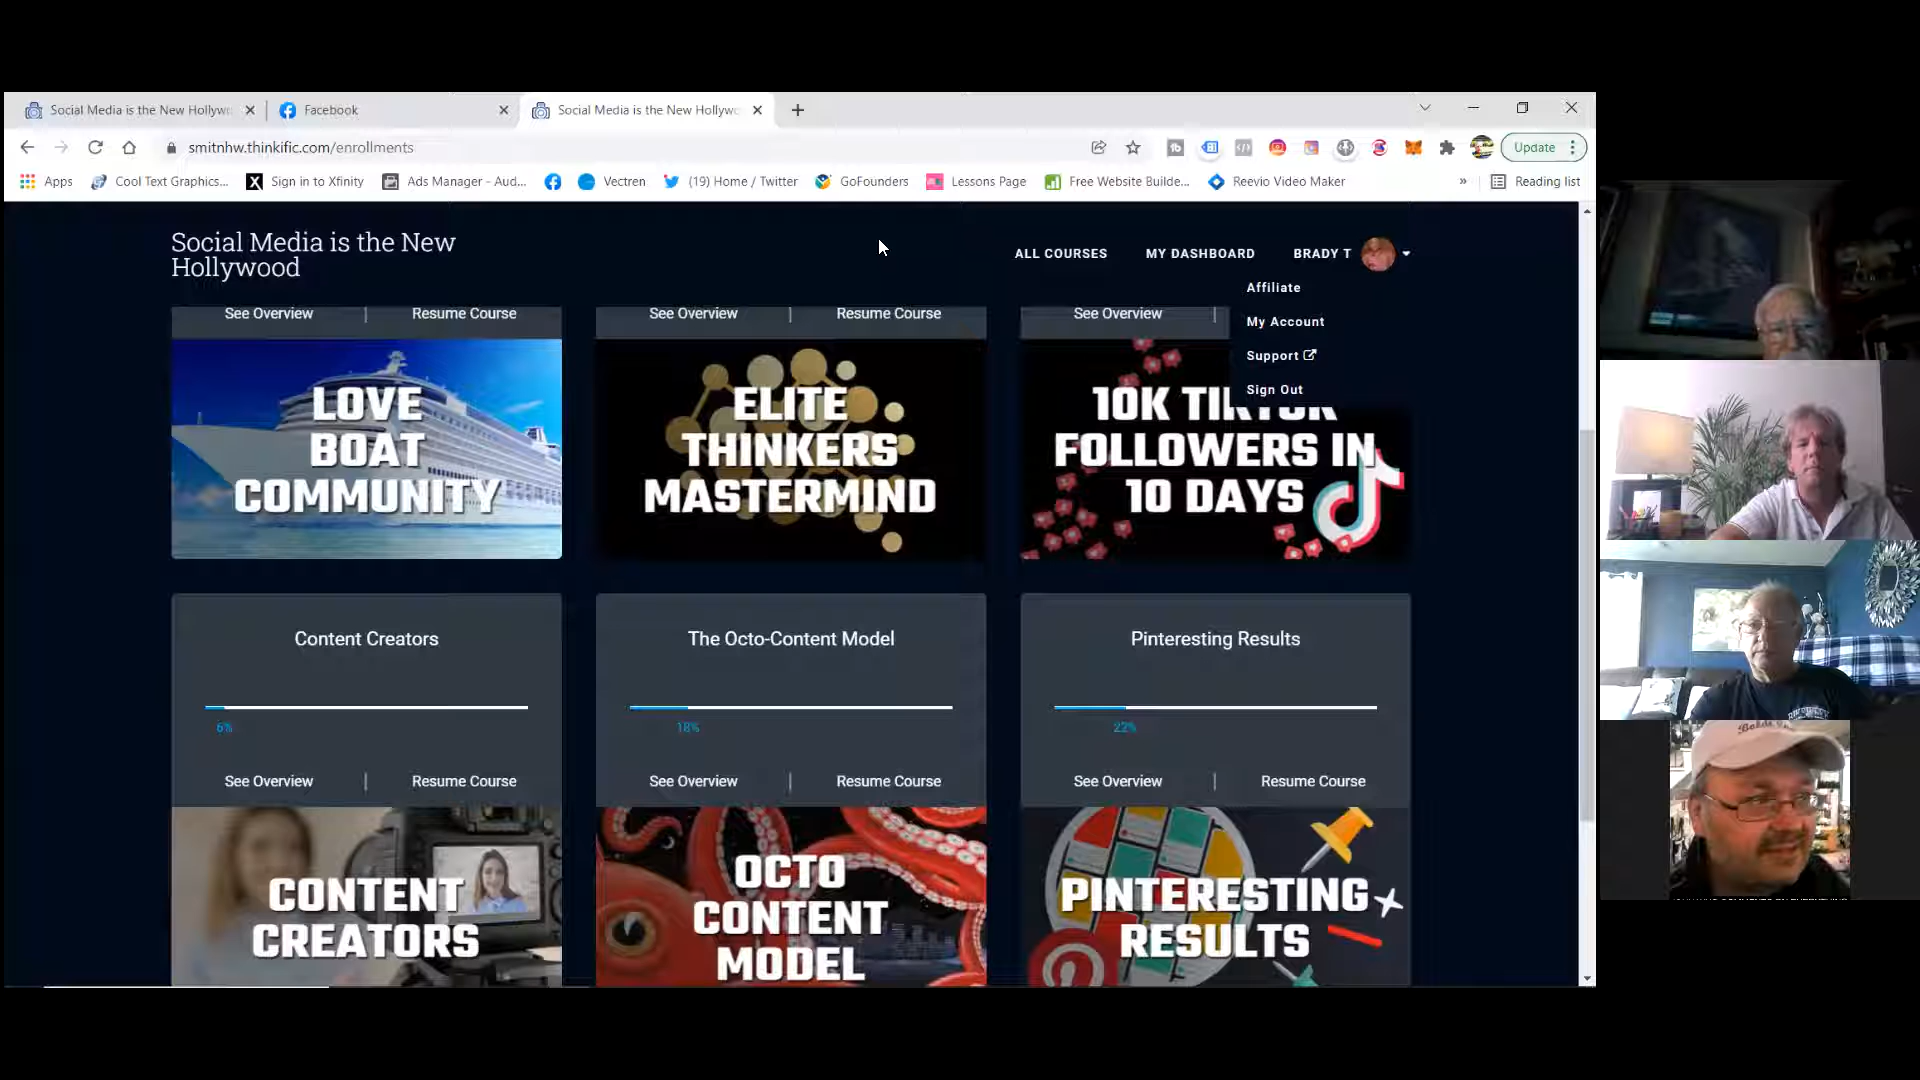 Social Media is the New Hollyw
Facebook
Social Media is the New Hollyw
smitnhw.thinkific.com/enrollments
Update
Apps
Cool Text Graphics...
Sign in to Xfinity
Ads Manager - Aud...
Vectren
(19) Home / Twitter
GoFounders
Lessons Page
Free Website Builde...
Reevio Video Maker
»
Reading list
Social Media is the New
Hollywood
ALL COURSES
MY DASHBOARD
BRADY T
Affiliate
My Account
Support
Sign Out
See Overview | Resume Course
See Overview | Resume Course
See Overview |
LOVE
BOAT
COMMUNITY
ELITE
THINKERS
MASTERMIND
10K TIKTOK
FOLLOWERS IN
10 DAYS
Content Creators
6%
See Overview | Resume Course
The Octo-Content Model
18%
See Overview | Resume Course
Pinteresting Results
22%
See Overview | Resume Course
CONTENT
CREATORS
OCTO
CONTENT
MODEL
PINTERESTING
RESULTS